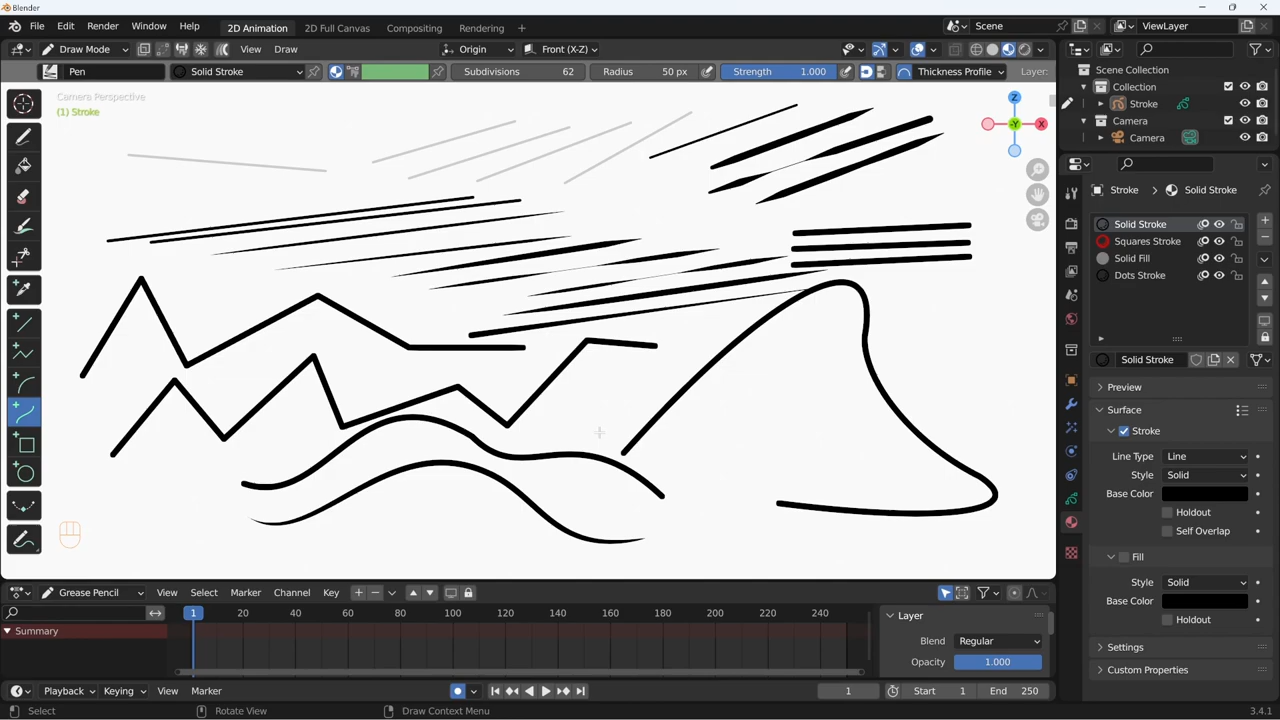 Blender
File Edit Render Window Help 2D Animation 2D Full Canvas Compositing Rendering + Scene ViewLayer
Draw Mode View Draw Origin Front (X-Z)
Pen Solid Stroke Subdivisions 62 Radius 50 px Strength 1.000 Thickness Profile Layer:
Camera Perspective
(1) Stroke
Z
-Y X
Scene Collection
Collection
Stroke
Camera
Camera
Stroke > Solid Stroke
Solid Stroke
Squares Stroke
Solid Fill
Dots Stroke
Solid Stroke
Preview
Surface
Stroke
Line Type Line
Style Solid
Base Color
Holdout
Self Overlap
Fill
Style Solid
Base Color
Holdout
Settings
Custom Properties
Grease Pencil View Select Marker Channel Key
1 20 40 60 80 100 120 140 160 180 200 220 240
Summary
Layer
Blend Regular
Opacity 1.000
Playback Keying View Marker 1 Start 1 End 250
Select Rotate View Draw Context Menu 3.4.1